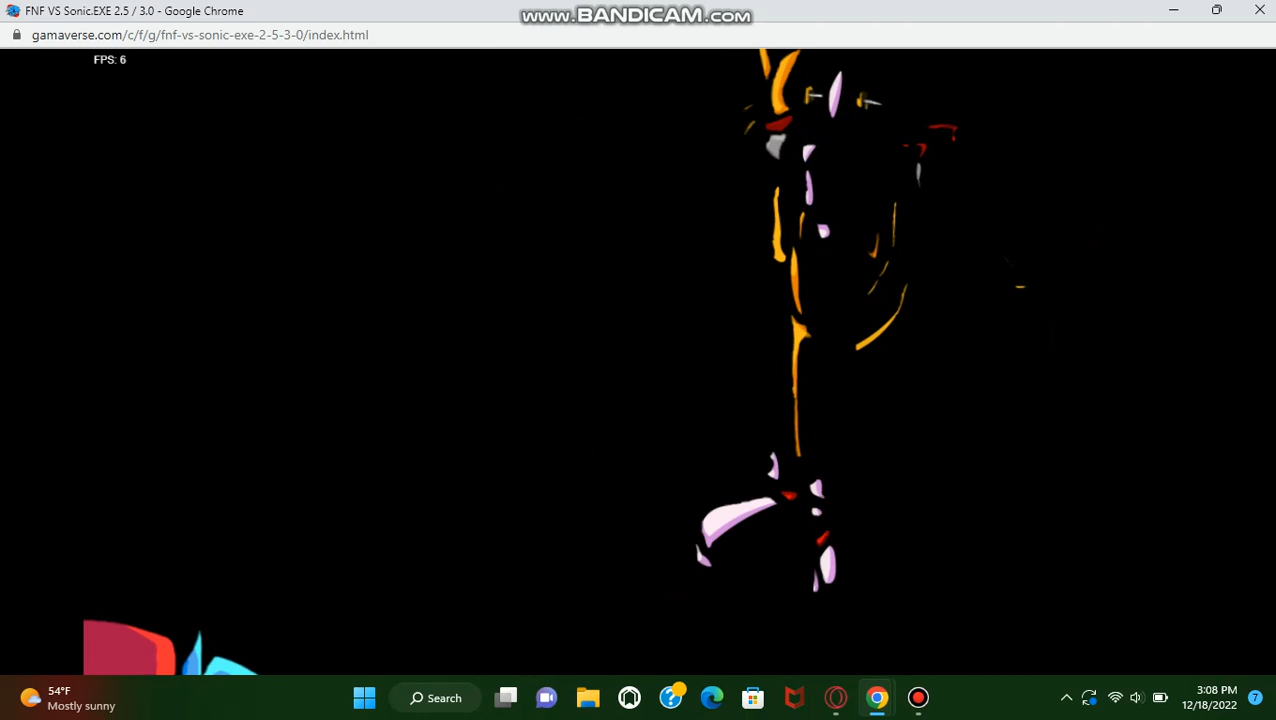 FNF VS Sonic.EXE 2.5 / 3.0 - Google Chrome
www.BANDICAM.com
gamaverse.com/c/f/g/fnf-vs-sonic-exe-2-5-3-0/index.html
FPS: 6
54°F
Mostly sunny
Search
3:08 PM
12/18/2022
7